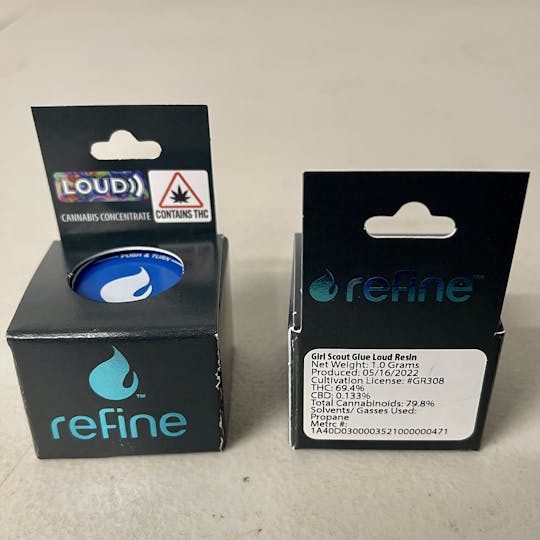 LOUD))
CANNABIS CONCENTRATE
CONTAINS THC
PUSH & TURN
refine™
refine™
Girl Scout Glue Loud Resin
Net Weight: 1.0 Grams
Produced: 05/16/2022
Cultivation License: #GR308
THC: 69.4%
CBD: 0.133%
Total Cannabinoids: 79.8%
Solvents/ Gasses Used:
Propane
Metrc #:
1A40D0300003521000000471